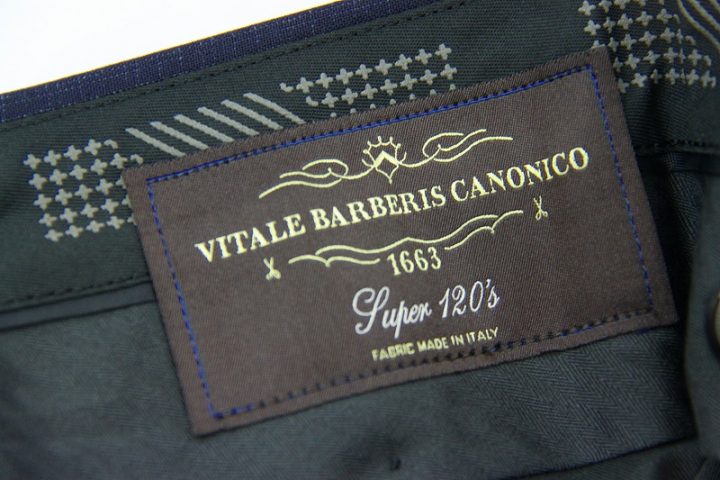 VITALE BARBERIS CANONICO
1663
Super 120's
FABRIC MADE IN ITALY